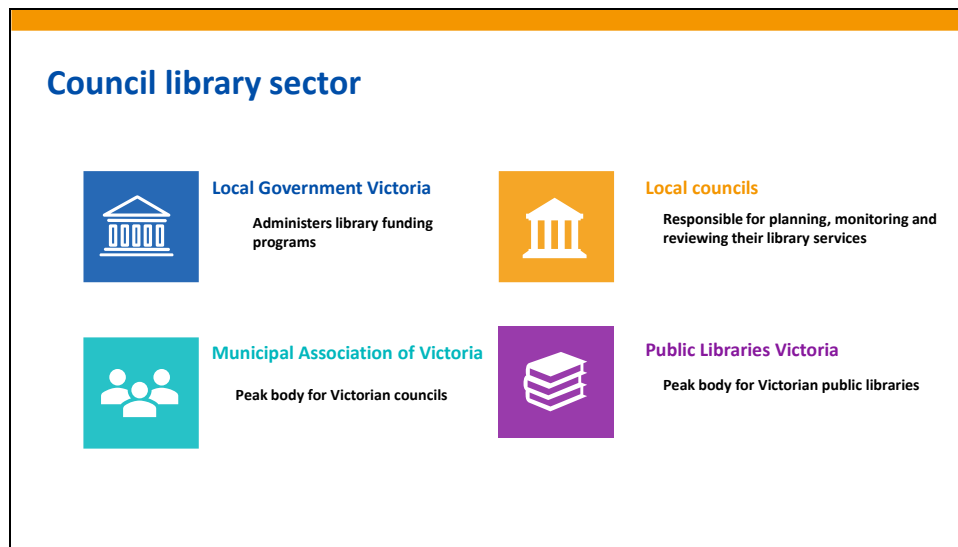 Council library sector
Local Government Victoria
Administers library funding
programs
Local councils
Responsible for planning, monitoring and
reviewing their library services
Municipal Association of Victoria
Peak body for Victorian councils
Public Libraries Victoria
Peak body for Victorian public libraries